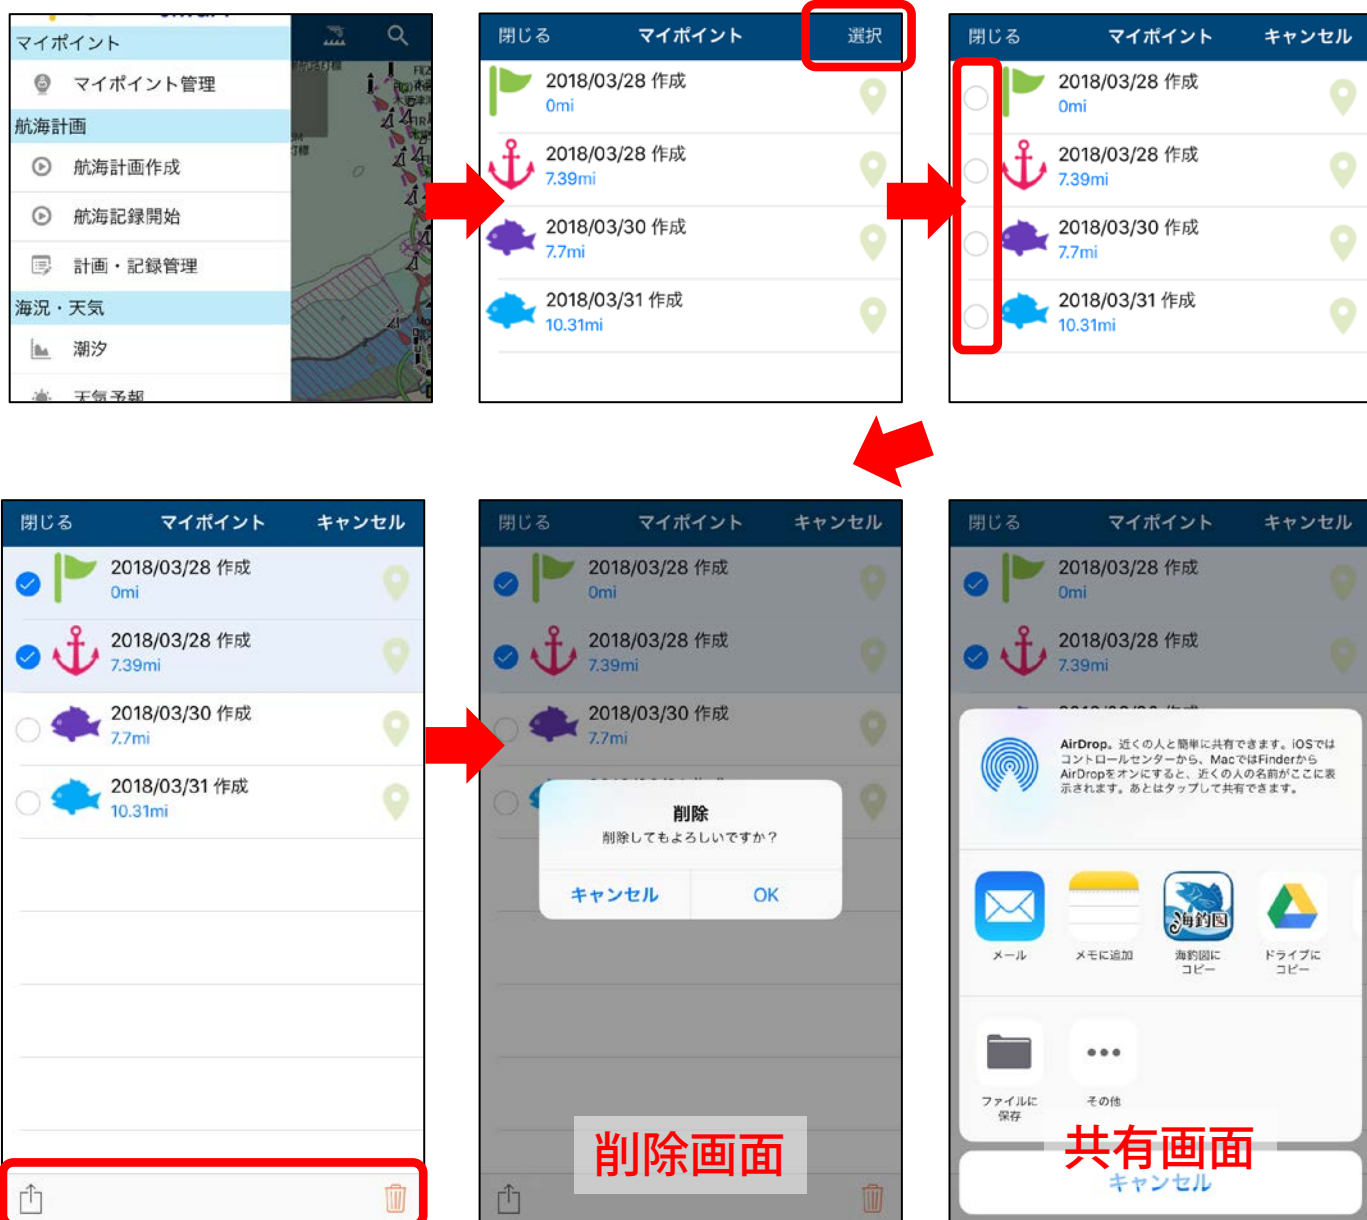 マイポイント
マイポイント管理
航海計画
航海計画作成
航海記録開始
計画・記録管理
海況・天気
潮汐
天気予報
閉じる マイポイント 選択
2018/03/28 作成
0mi
2018/03/28 作成
7.39mi
2018/03/30 作成
7.7mi
2018/03/31 作成
10.31mi
閉じる マイポイント キャンセル
2018/03/28 作成
0mi
2018/03/28 作成
7.39mi
2018/03/30 作成
7.7mi
2018/03/31 作成
10.31mi
閉じる マイポイント キャンセル
2018/03/28 作成
0mi
2018/03/28 作成
7.39mi
2018/03/30 作成
7.7mi
2018/03/31 作成
10.31mi
閉じる マイポイント キャンセル
2018/03/28 作成
0mi
2018/03/28 作成
7.39mi
2018/03/30 作成
7.7mi
削除
削除してもよろしいですか？
キャンセル OK
削除画面
閉じる マイポイント キャンセル
2018/03/28 作成
0mi
2018/03/28 作成
7.39mi
AirDrop。近くの人と簡単に共有できます。iOSでは
コントロールセンターから、MacではFinderから
AirDropをオンにすると、近くの人の名前がここに表
示されます。あとはタップして共有できます。
海釣図
メール メモに追加 海釣図に ドライブに
コピー コピー
ファイルに その他
保存
共有画面
キャンセル